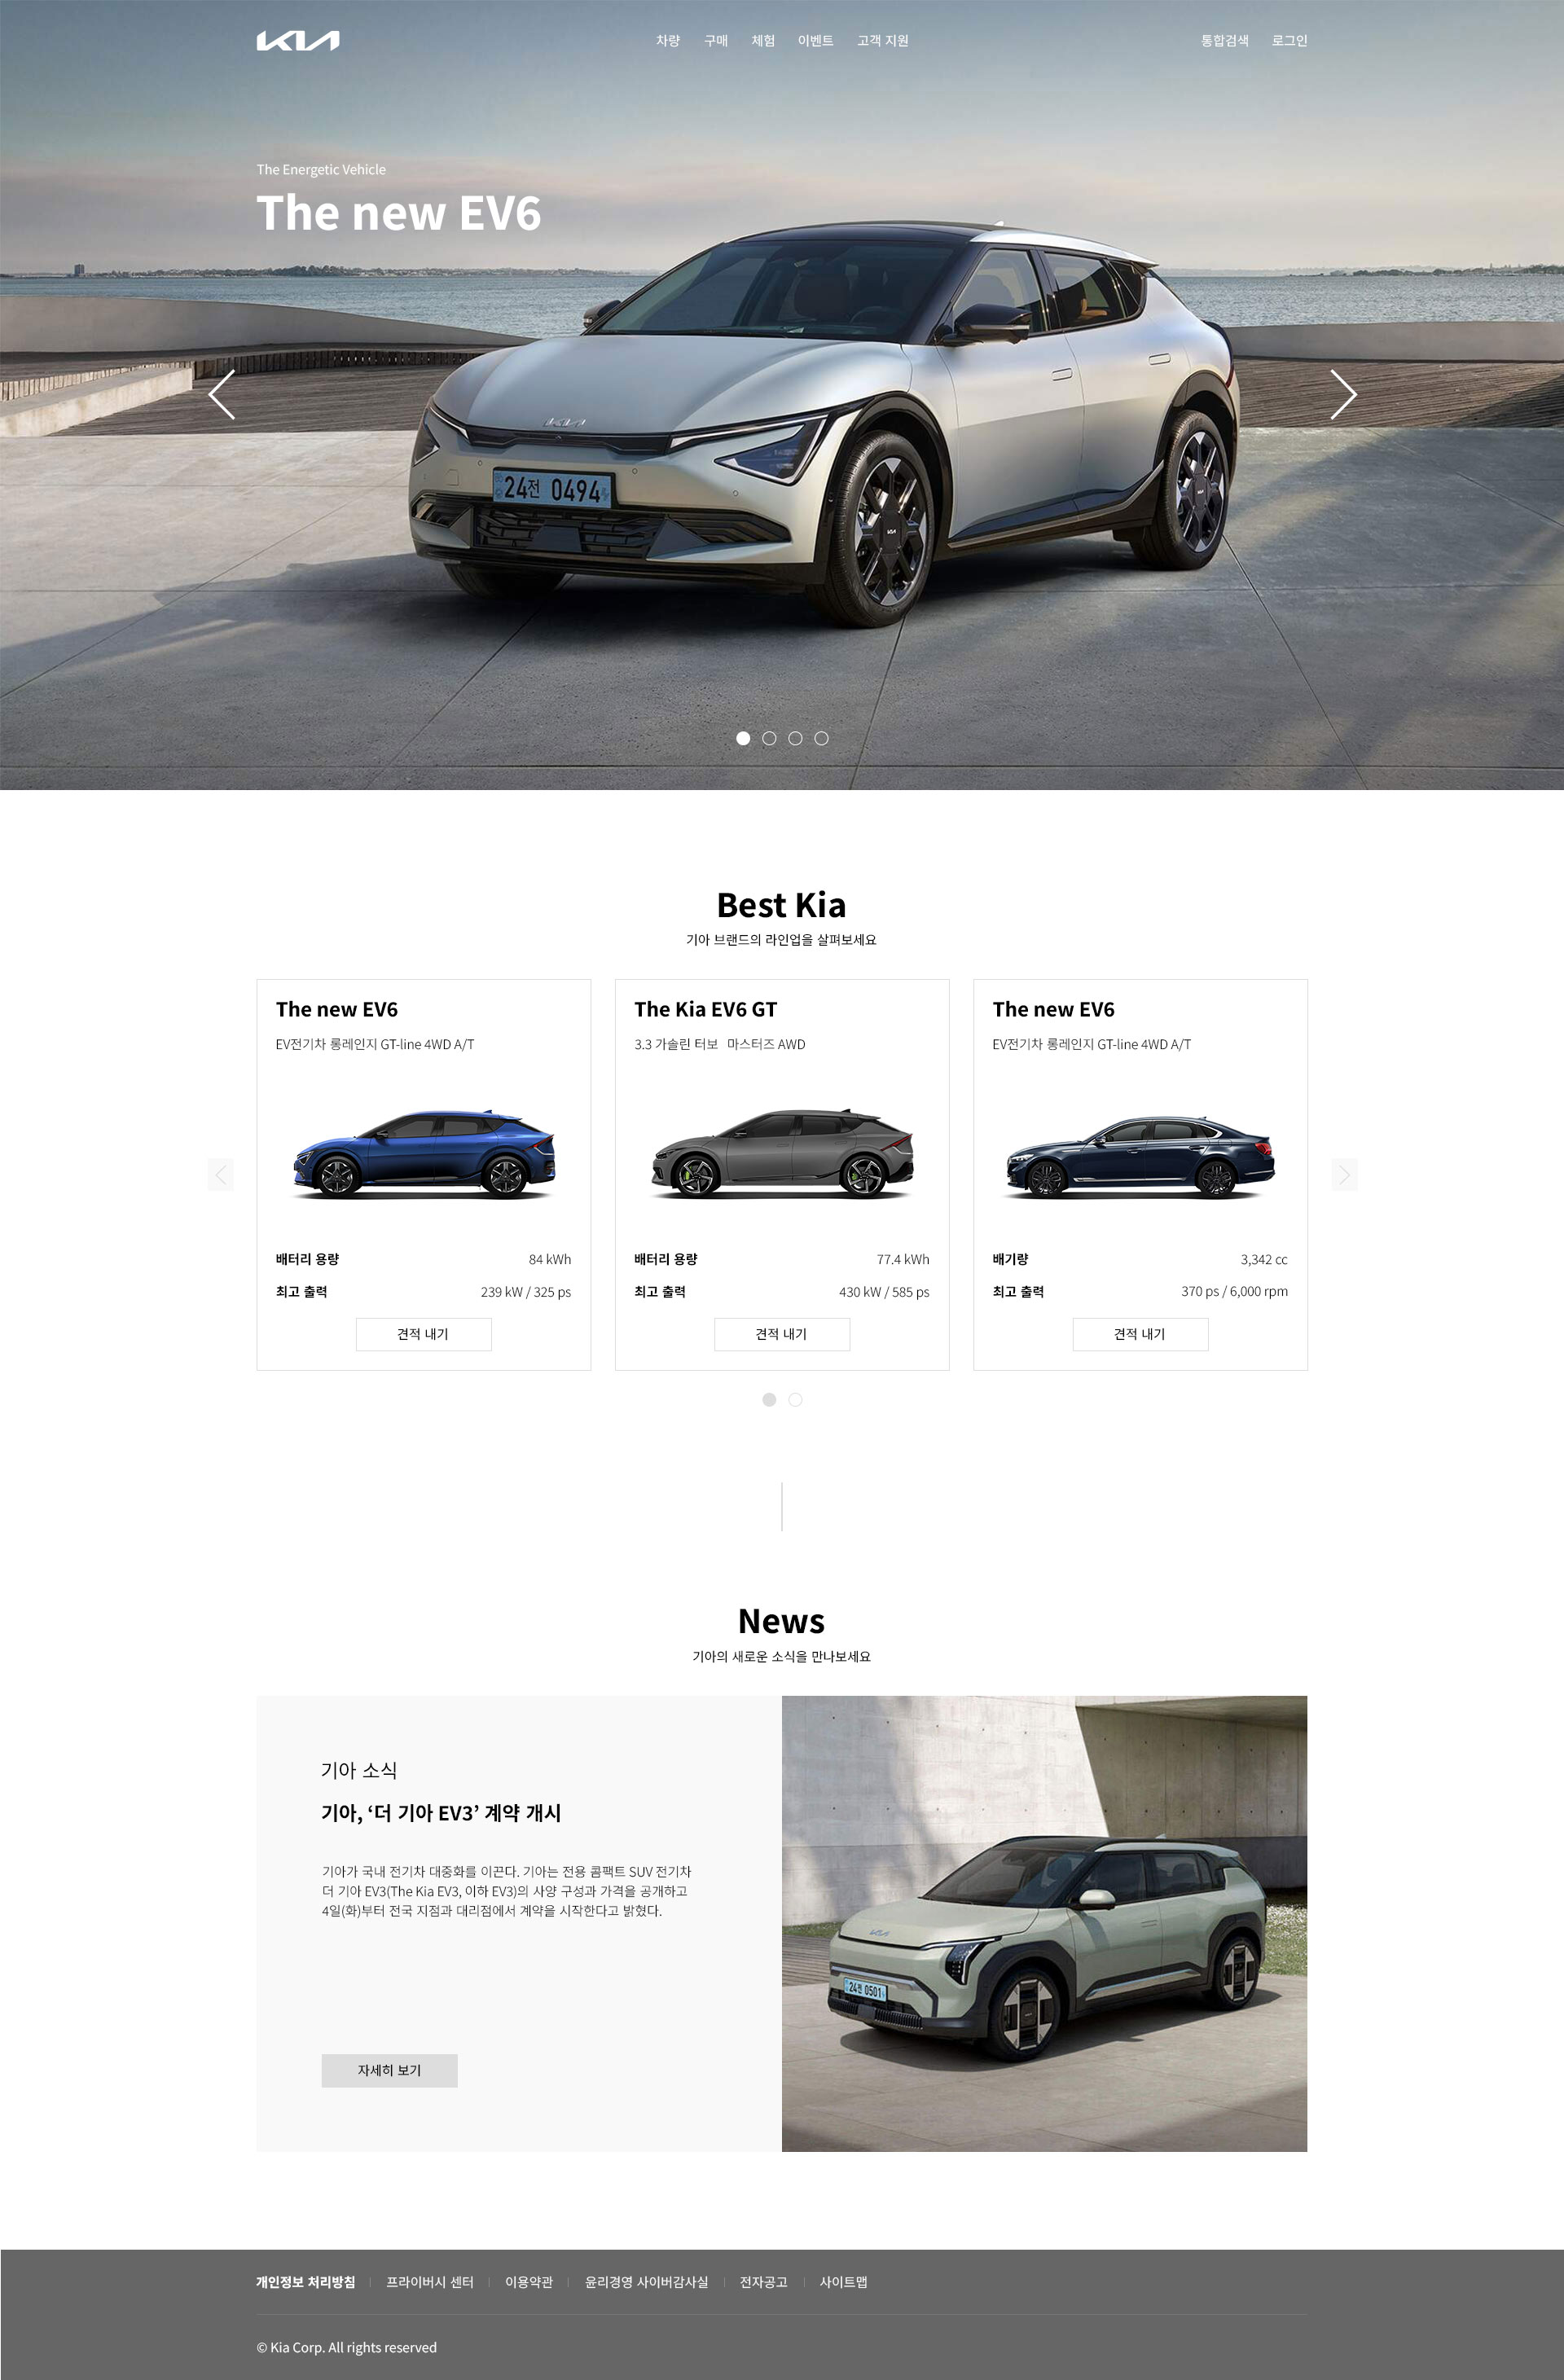 KIA
차량 구매 체험 이벤트 고객 지원
통합검색 로그인
The Energetic Vehicle
The new EV6
KIA
24전 0494
KIA
Best Kia
기아 브랜드의 라인업을 살펴보세요
The new EV6
EV전기차 롱레인지 GT-line 4WD A/T
배터리 용량 84 kWh
최고 출력 239 kW / 325 ps
견적 내기
The Kia EV6 GT
3.3 가솔린 터보 마스터즈 AWD
배터리 용량 77.4 kWh
최고 출력 430 kW / 585 ps
견적 내기
The new EV6
EV전기차 롱레인지 GT-line 4WD A/T
배기량 3,342 cc
최고 출력 370 ps / 6,000 rpm
견적 내기
News
기아의 새로운 소식을 만나보세요
기아 소식
기아, ‘더 기아 EV3’ 계약 개시
기아가 국내 전기차 대중화를 이끈다. 기아는 전용 콤팩트 SUV 전기차
더 기아 EV3(The Kia EV3, 이하 EV3)의 사양 구성과 가격을 공개하고
4일(화)부터 전국 지점과 대리점에서 계약을 시작한다고 밝혔다.
자세히 보기
KIA
24전 0501
개인정보 처리방침 프라이버시 센터 이용약관 윤리경영 사이버감사실 전자공고 사이트맵
© Kia Corp. All rights reserved